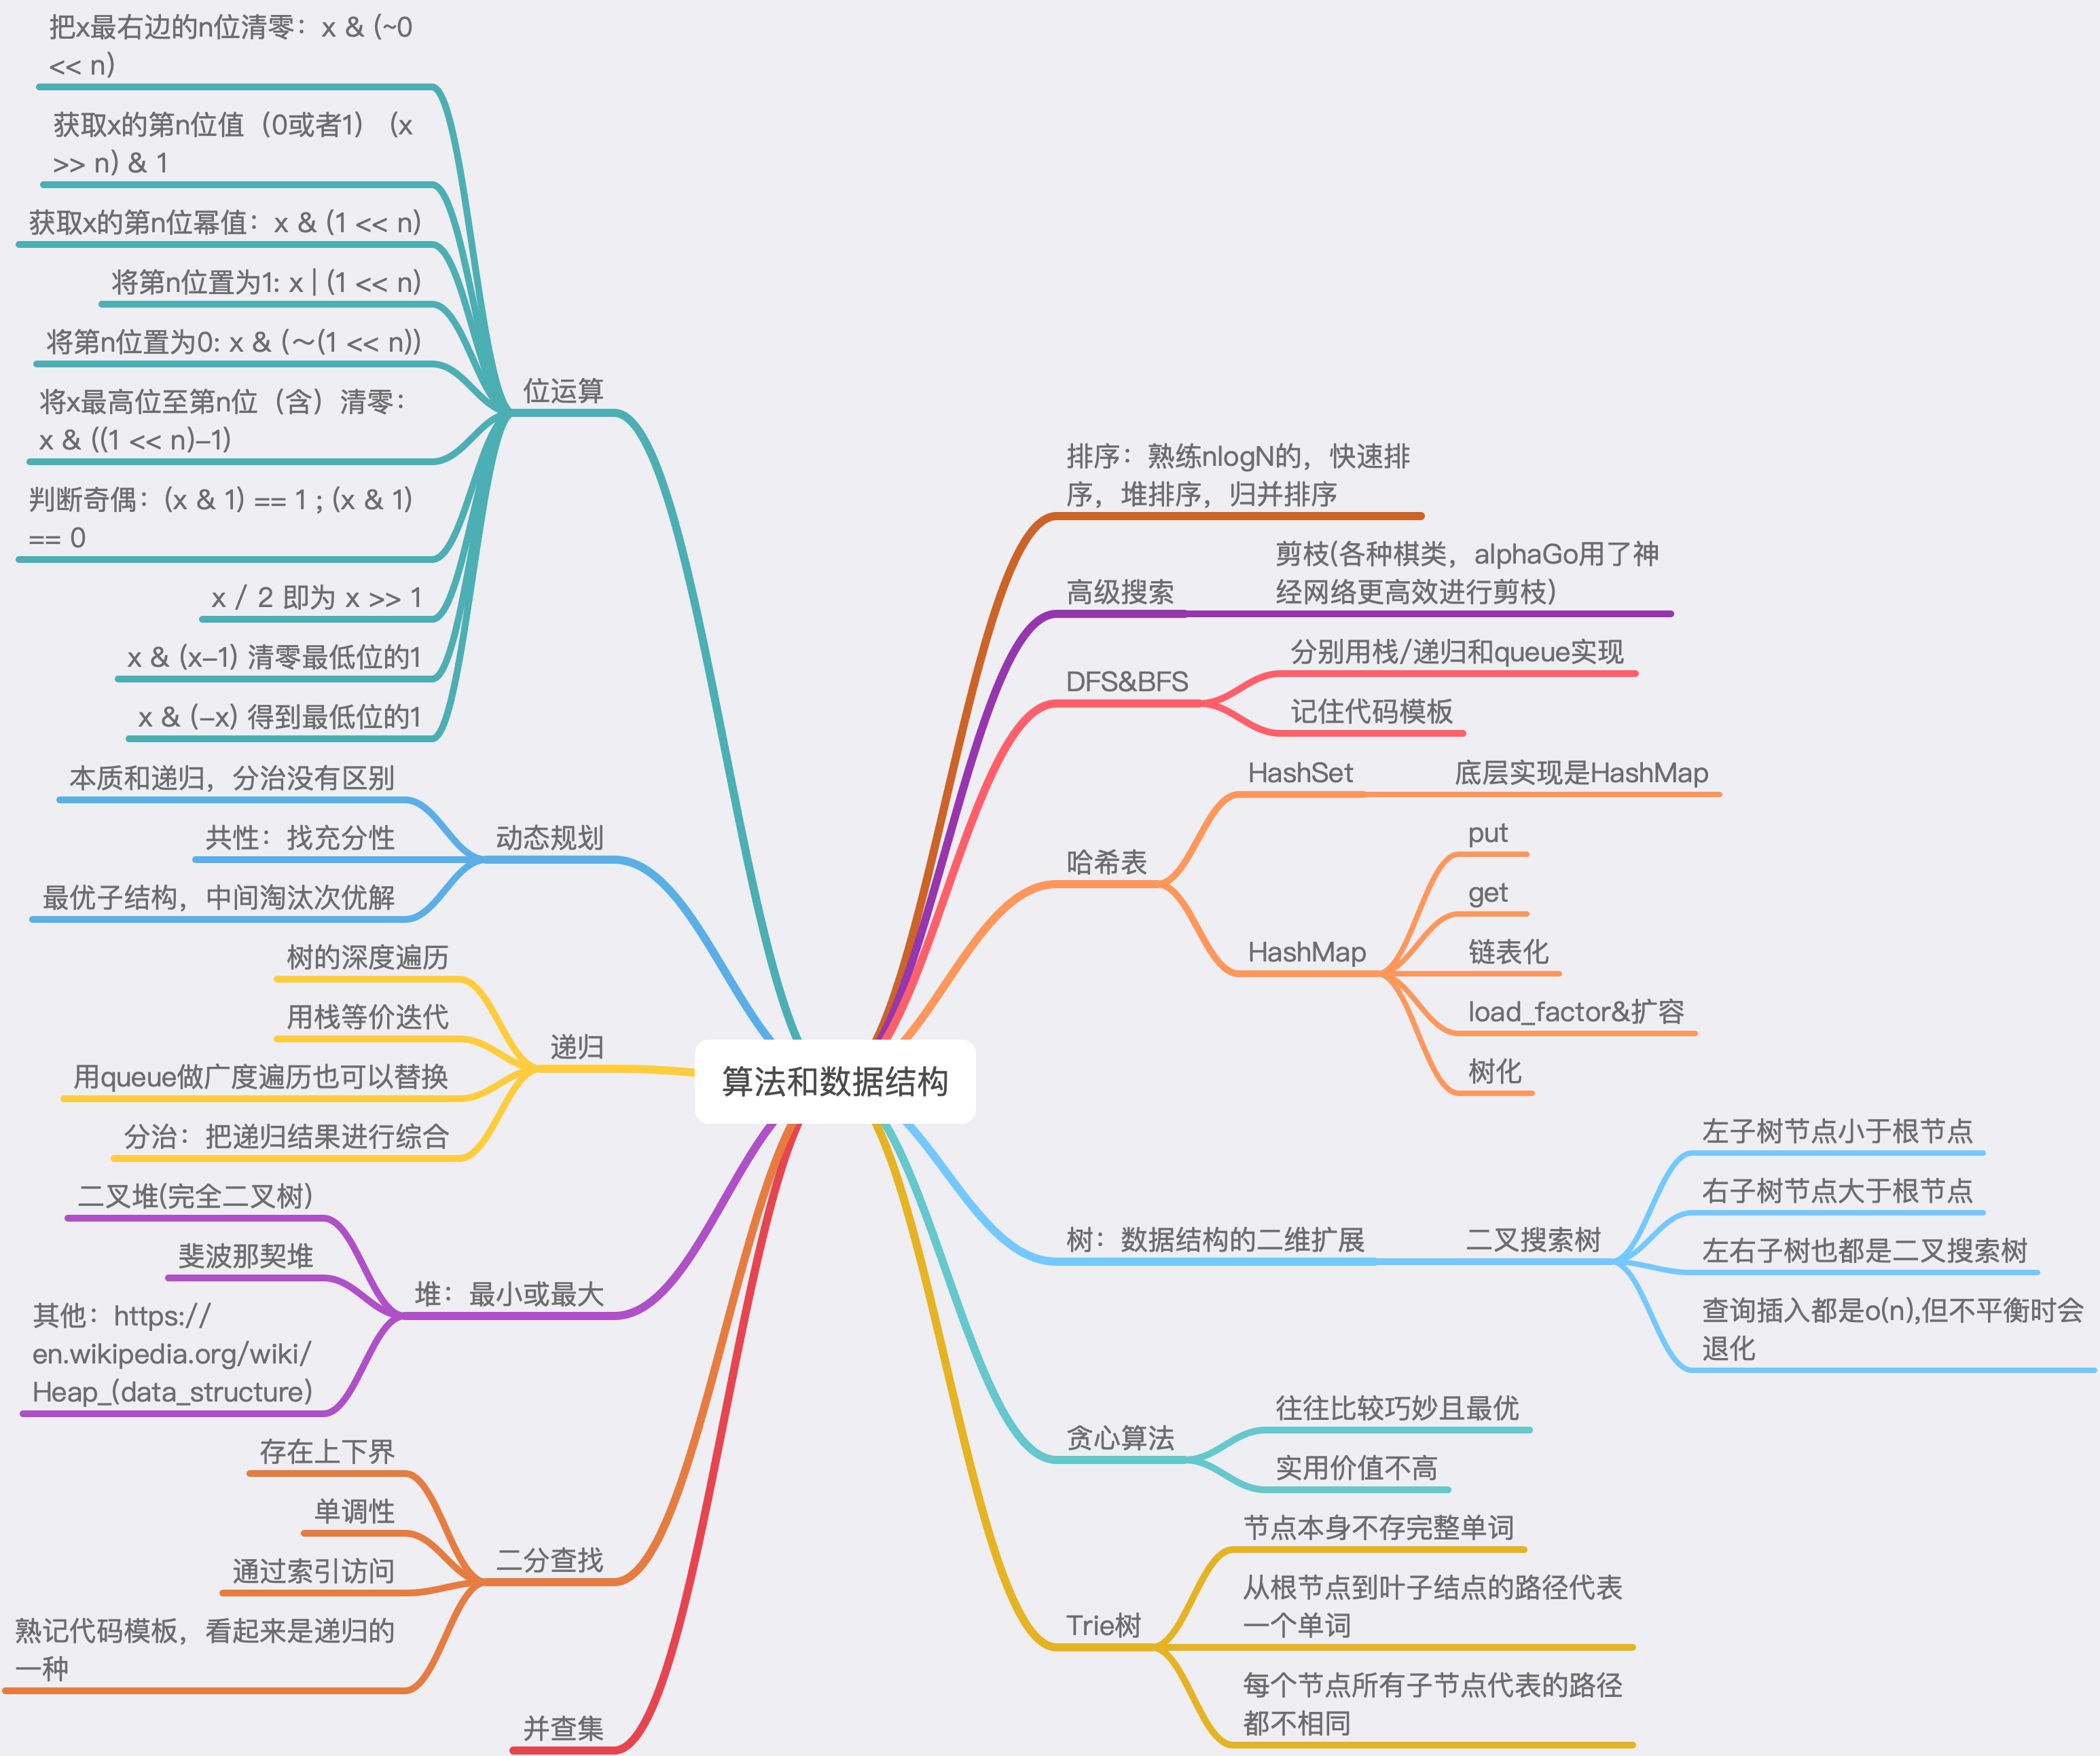 算法和数据结构
排序：熟练nlogN的，快速排
序，堆排序，归并排序
高级搜索
剪枝(各种棋类，alphaGo用了神
经网络更高效进行剪枝)
DFS&BFS
分别用栈/递归和queue实现
记住代码模板
哈希表
HashSet
底层实现是HashMap
HashMap
put
get
链表化
load_factor&扩容
树化
树：数据结构的二维扩展
二叉搜索树
左子树节点小于根节点
右子树节点大于根节点
左右子树也都是二叉搜索树
查询插入都是o(n),但不平衡时会
退化
贪心算法
往往比较巧妙且最优
实用价值不高
Trie树
节点本身不存完整单词
从根节点到叶子结点的路径代表
一个单词
每个节点所有子节点代表的路径
都不相同
位运算
把x最右边的n位清零：x & (~0
<< n)
获取x的第n位值（0或者1） (x
>> n) & 1
获取x的第n位幂值：x & (1 << n)
将第n位置为1: x | (1 << n)
将第n位置为0: x & (～(1 << n))
将x最高位至第n位（含）清零：
x & ((1 << n)–1)
判断奇偶：(x & 1) == 1 ; (x & 1)
== 0
x / 2 即为 x >> 1
x & (x–1) 清零最低位的1
x & (–x) 得到最低位的1
动态规划
本质和递归，分治没有区别
共性：找充分性
最优子结构，中间淘汰次优解
递归
树的深度遍历
用栈等价迭代
用queue做广度遍历也可以替换
分治：把递归结果进行综合
堆：最小或最大
二叉堆(完全二叉树)
斐波那契堆
其他：https://
en.wikipedia.org/wiki/
Heap_(data_structure)
二分查找
存在上下界
单调性
通过索引访问
熟记代码模板，看起来是递归的
一种
并查集